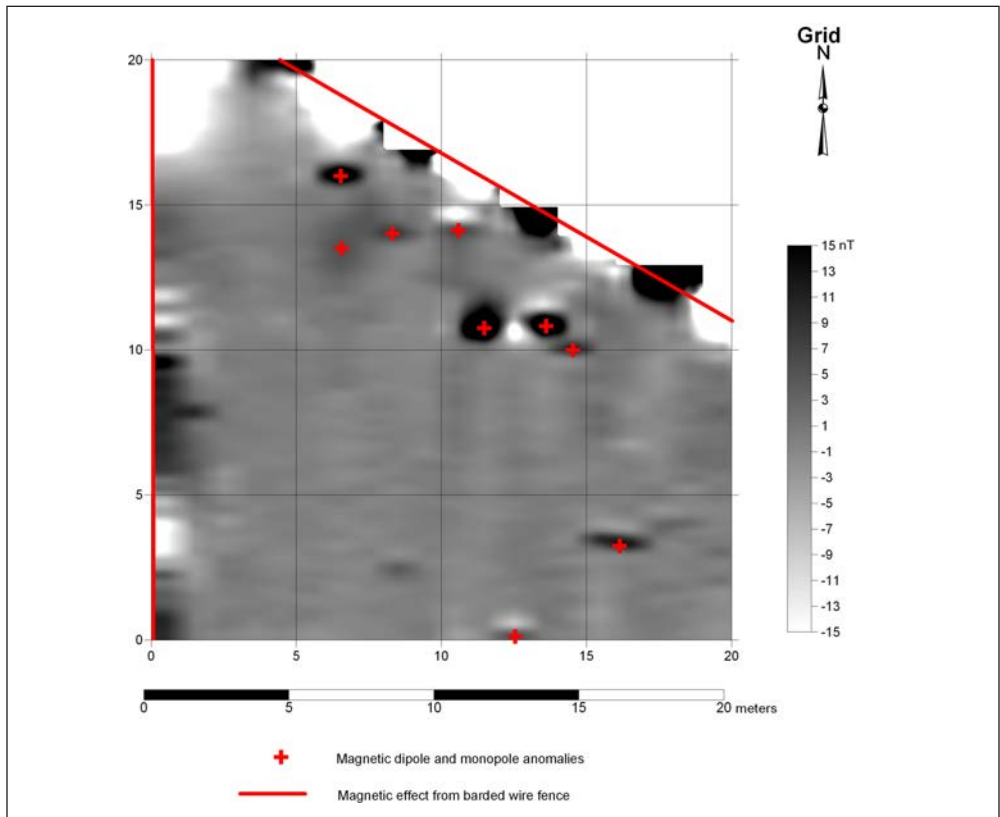 Grid
N
20
15
10
5
0
0 5 10 15 20
15 nT
13
11
9
7
5
3
1
-1
-3
-5
-7
-9
-11
-13
-15
0 5 10 15 20 meters
Magnetic dipole and monopole anomalies
Magnetic effect from barded wire fence